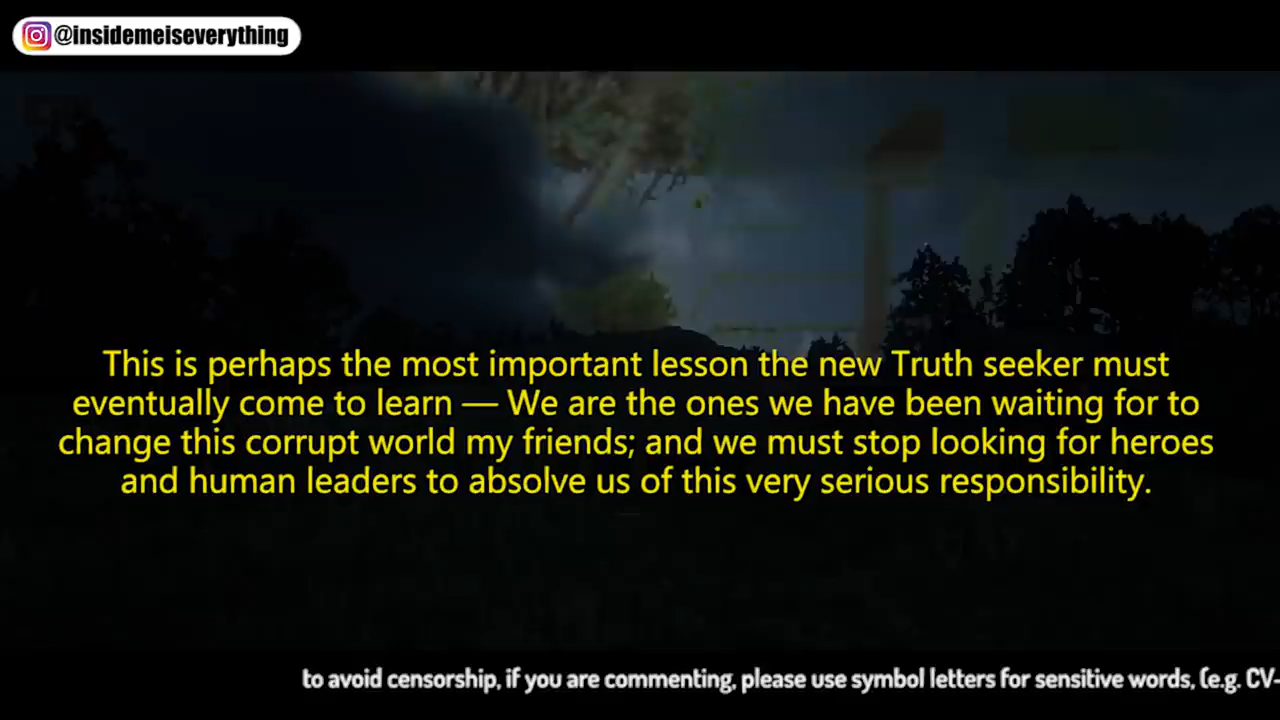 @insidemeiseverything
This is perhaps the most important lesson the new Truth seeker must
eventually come to learn — We are the ones we have been waiting for to
change this corrupt world my friends; and we must stop looking for heroes
and human leaders to absolve us of this very serious responsibility.
to avoid censorship, if you are commenting, please use symbol letters for sensitive words, (e.g. CV-